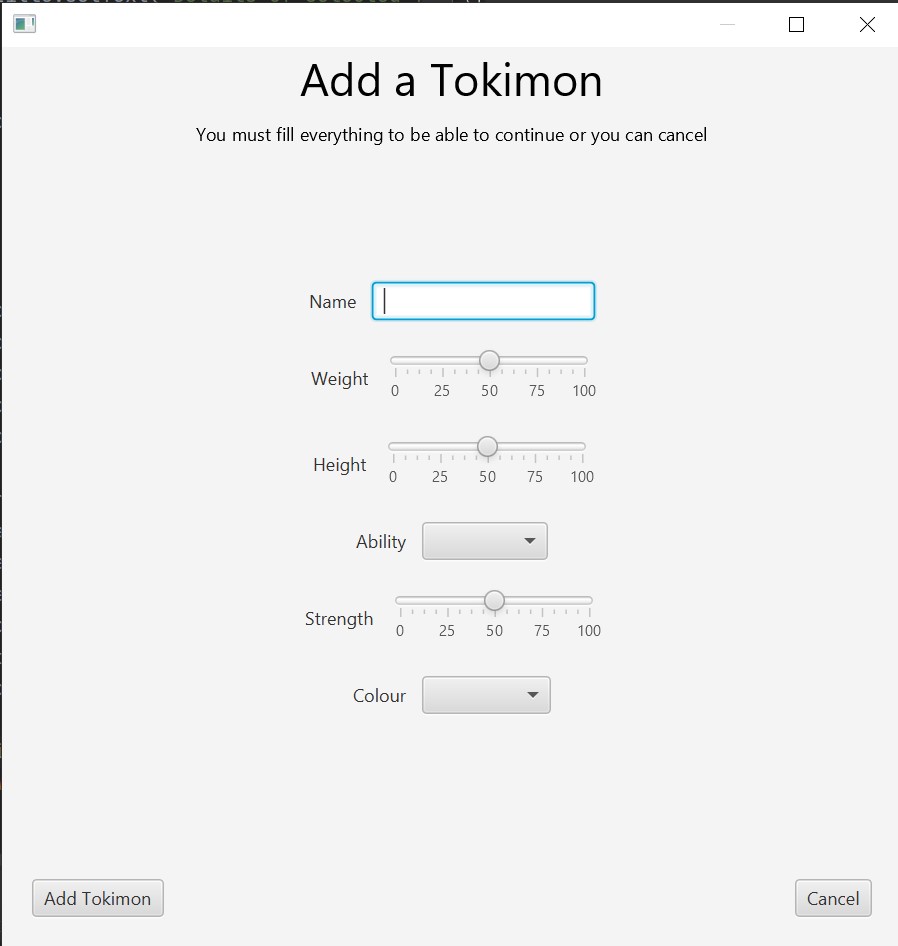 Add a Tokimon
You must fill everything to be able to continue or you can cancel
Name
Weight
0 25 50 75 100
Height
0 25 50 75 100
Ability
Strength
0 25 50 75 100
Colour
Add Tokimon
Cancel